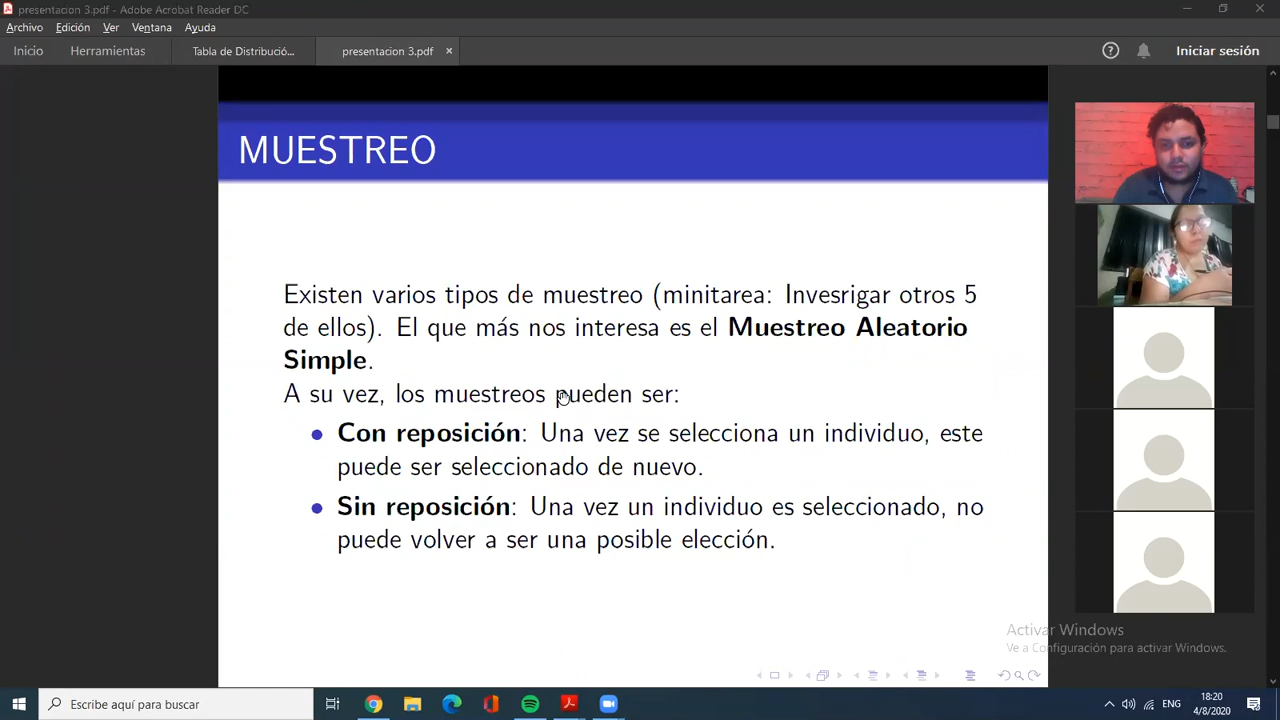 presentacion 3.pdf - Adobe Acrobat Reader DC
Archivo Edición Ver Ventana Ayuda
Inicio Herramientas Tabla de Distribució... presentacion 3.pdf × Iniciar sesión
MUESTREO
Existen varios tipos de muestreo (minitarea: Invesrigar otros 5
de ellos). El que más nos interesa es el Muestreo Aleatorio
Simple.
A su vez, los muestreos pueden ser:
• Con reposición: Una vez se selecciona un individuo, este
puede ser seleccionado de nuevo.
• Sin reposición: Una vez un individuo es seleccionado, no
puede volver a ser una posible elección.
Activar Windows
Ve a Configuración para activar Windows.
Escribe aquí para buscar
ENG
18:20
4/8/2020